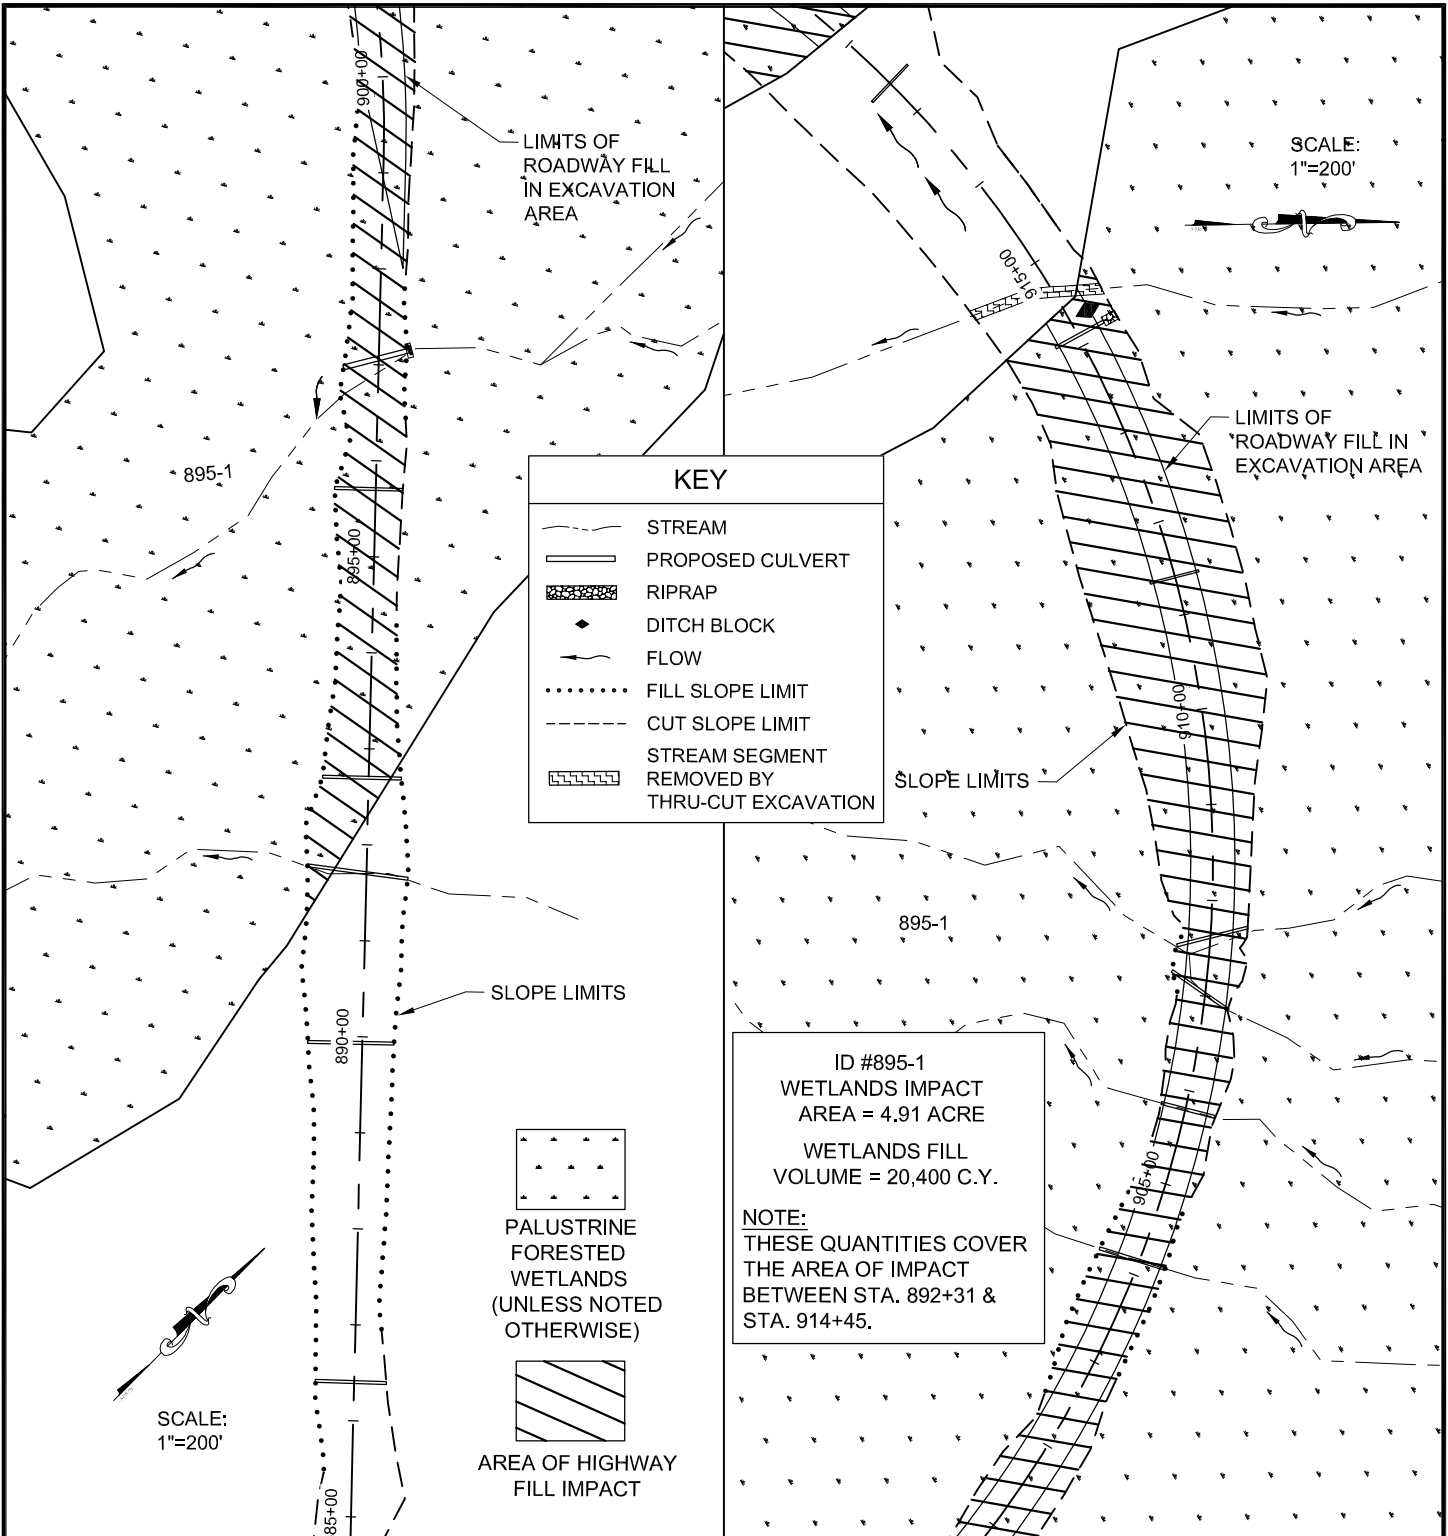 900+00
LIMITS OF
ROADWAY FILL
IN EXCAVATION
AREA
895-1
895+00
SLOPE LIMITS
890+00
85+00
SCALE:
1"=200'
PALUSTRINE
FORESTED
WETLANDS
(UNLESS NOTED
OTHERWISE)
AREA OF HIGHWAY
FILL IMPACT
KEY
STREAM
PROPOSED CULVERT
RIPRAP
DITCH BLOCK
FLOW
FILL SLOPE LIMIT
CUT SLOPE LIMIT
STREAM SEGMENT
REMOVED BY
THRU-CUT EXCAVATION
SCALE:
1"=200'
915+00
LIMITS OF
ROADWAY FILL IN
EXCAVATION AREA
910+00
SLOPE LIMITS
895-1
905+00
ID #895-1
WETLANDS IMPACT
AREA = 4.91 ACRE
WETLANDS FILL
VOLUME = 20,400 C.Y.
NOTE:
THESE QUANTITIES COVER
THE AREA OF IMPACT
BETWEEN STA. 892+31 &
STA. 914+45.